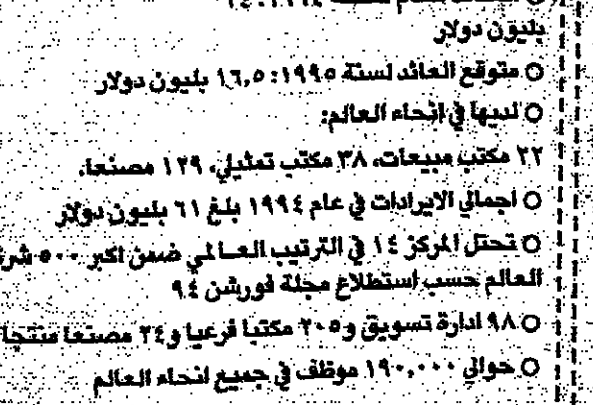 بليون دولار
○ متوقع العائد لسنة ١٩٩٥: ١٦,٥ بليون دولار
○ لديها في انحاء العالم:
٢٢ مكتب مبيعات، ٣٨ مكتب تمثيلي، ١٢٩ مصنعا.
○ اجمالي الايرادات في عام ١٩٩٤ بلغ ٦١ بليون دولار
○ تحتل المركز ١٤ في الترتيب العالمي ضمن اكبر ٥٠٠
العالم حسب استطلاع مجلة فورشن ٩٤
○ ٩٨ ادارة تسويق و٢٠٥ مكتبا فرعيا و٢٤ مصنعا منتجا
○ حوالي ١٩٠,٠٠٠ موظف في جميع انحاء العالم